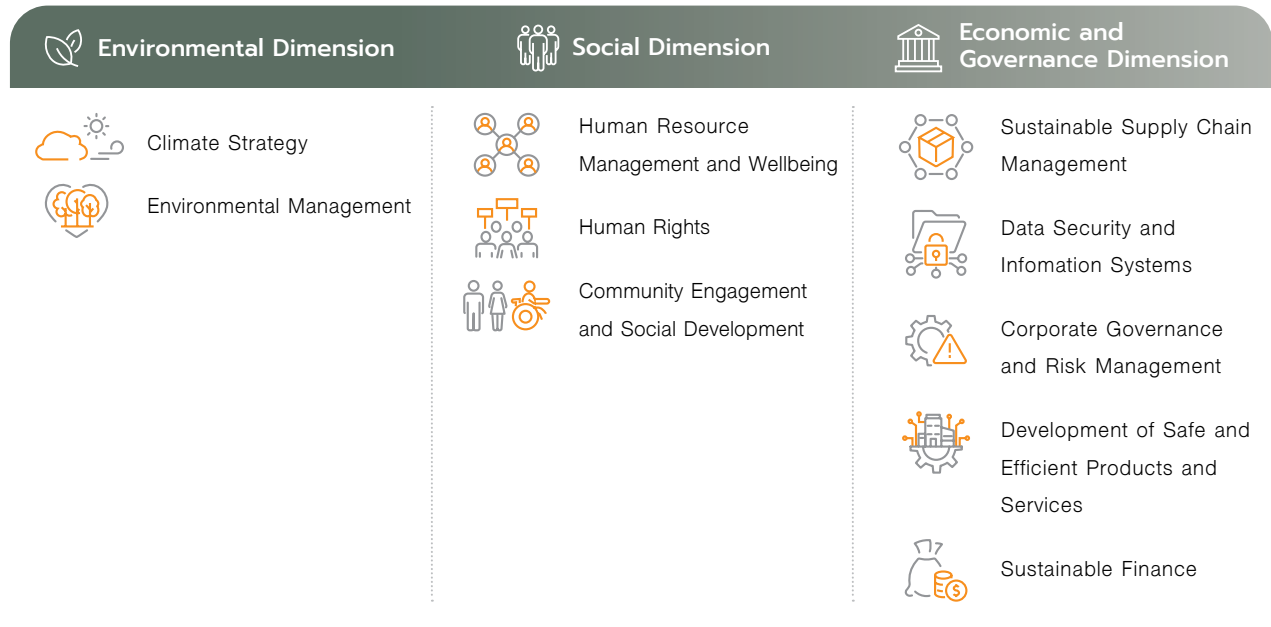 Environmental Dimension
Climate Strategy
Environmental Management
Social Dimension
Human Resource
Management and Wellbeing
Human Rights
Community Engagement
and Social Development
Economic and
Governance Dimension
Sustainable Supply Chain
Management
Data Security and
Infomation Systems
Corporate Governance
and Risk Management
Development of Safe and
Efficient Products and
Services
Sustainable Finance